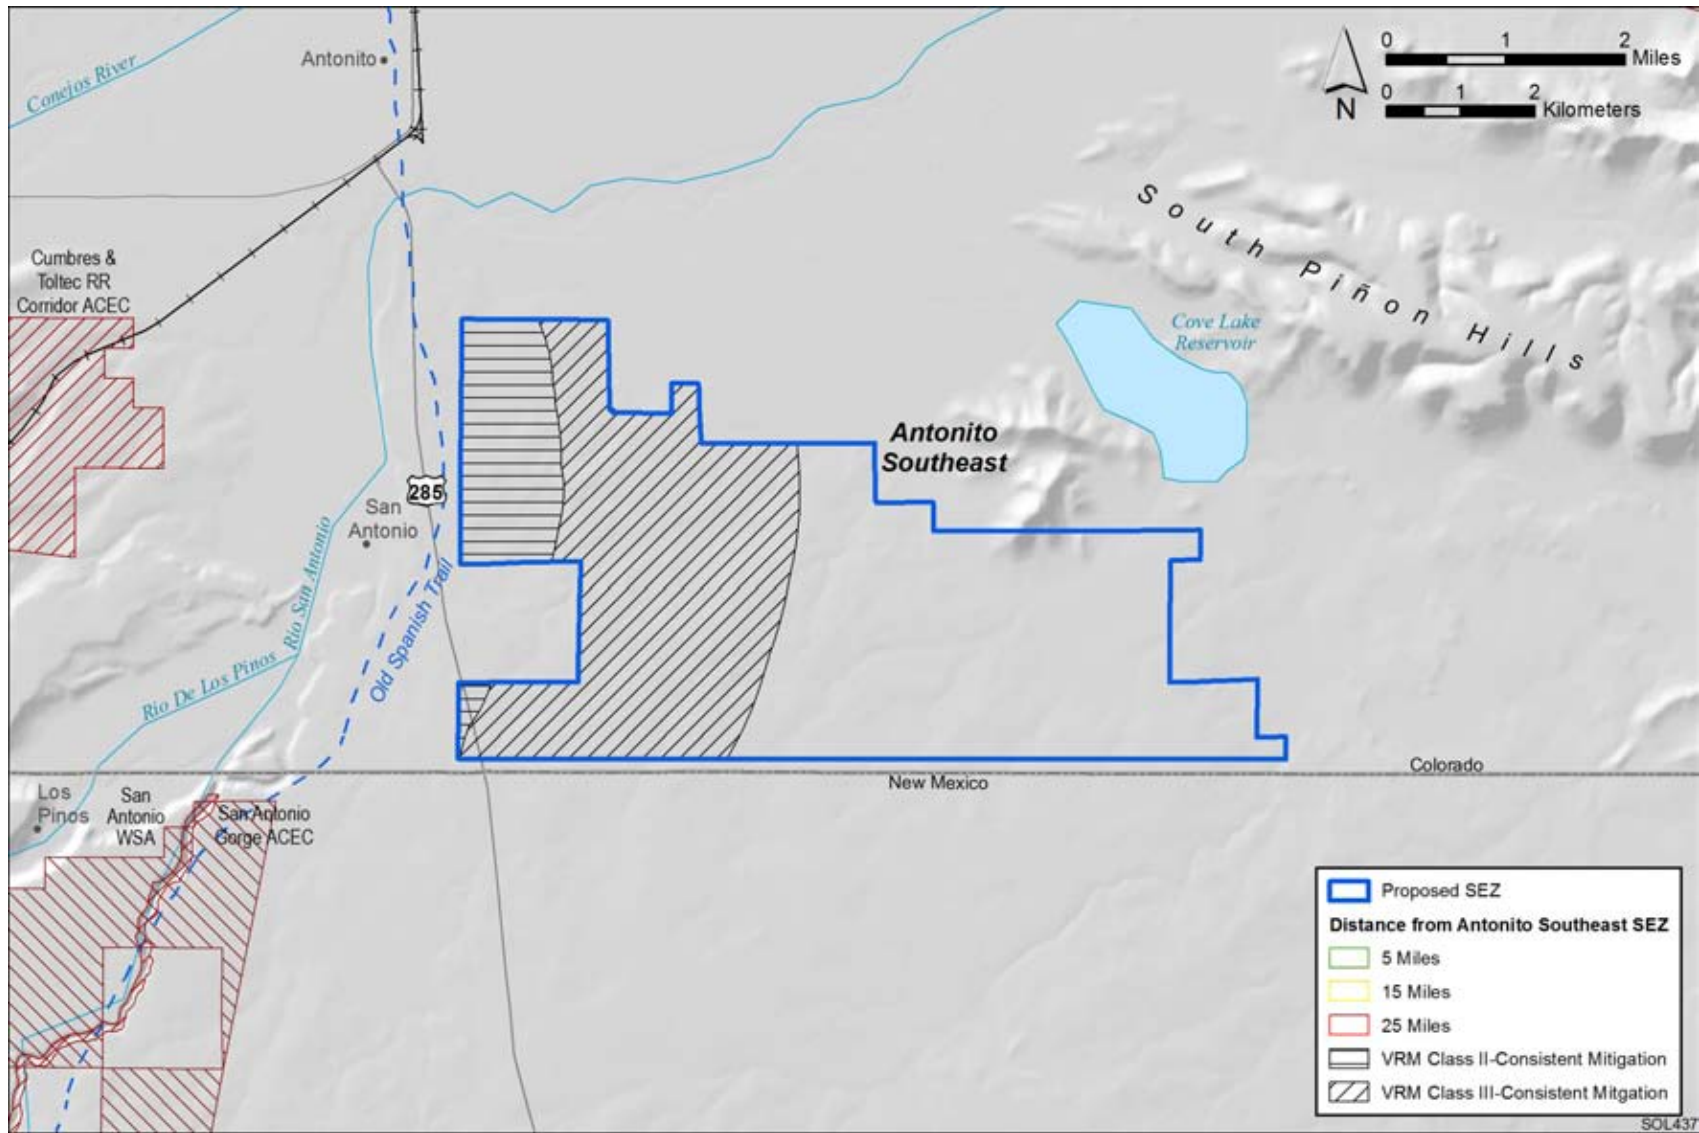 Antonito
Conejos River
0 1 2
Miles
0 1 2
Kilometers
N
South Piñon Hills
Cumbres &
Toltec RR
Corridor ACEC
Cove Lake
Reservoir
Antonito
Southeast
285
San
Antonio
Rio San Antonio
Old Spanish Trail
Rio De Los Pinos
Colorado
New Mexico
Los
Pinos
San
Antonio
WSA
San Antonio
Gorge ACEC
Proposed SEZ
Distance from Antonito Southeast SEZ
5 Miles
15 Miles
25 Miles
VRM Class II-Consistent Mitigation
VRM Class III-Consistent Mitgation
SOL437